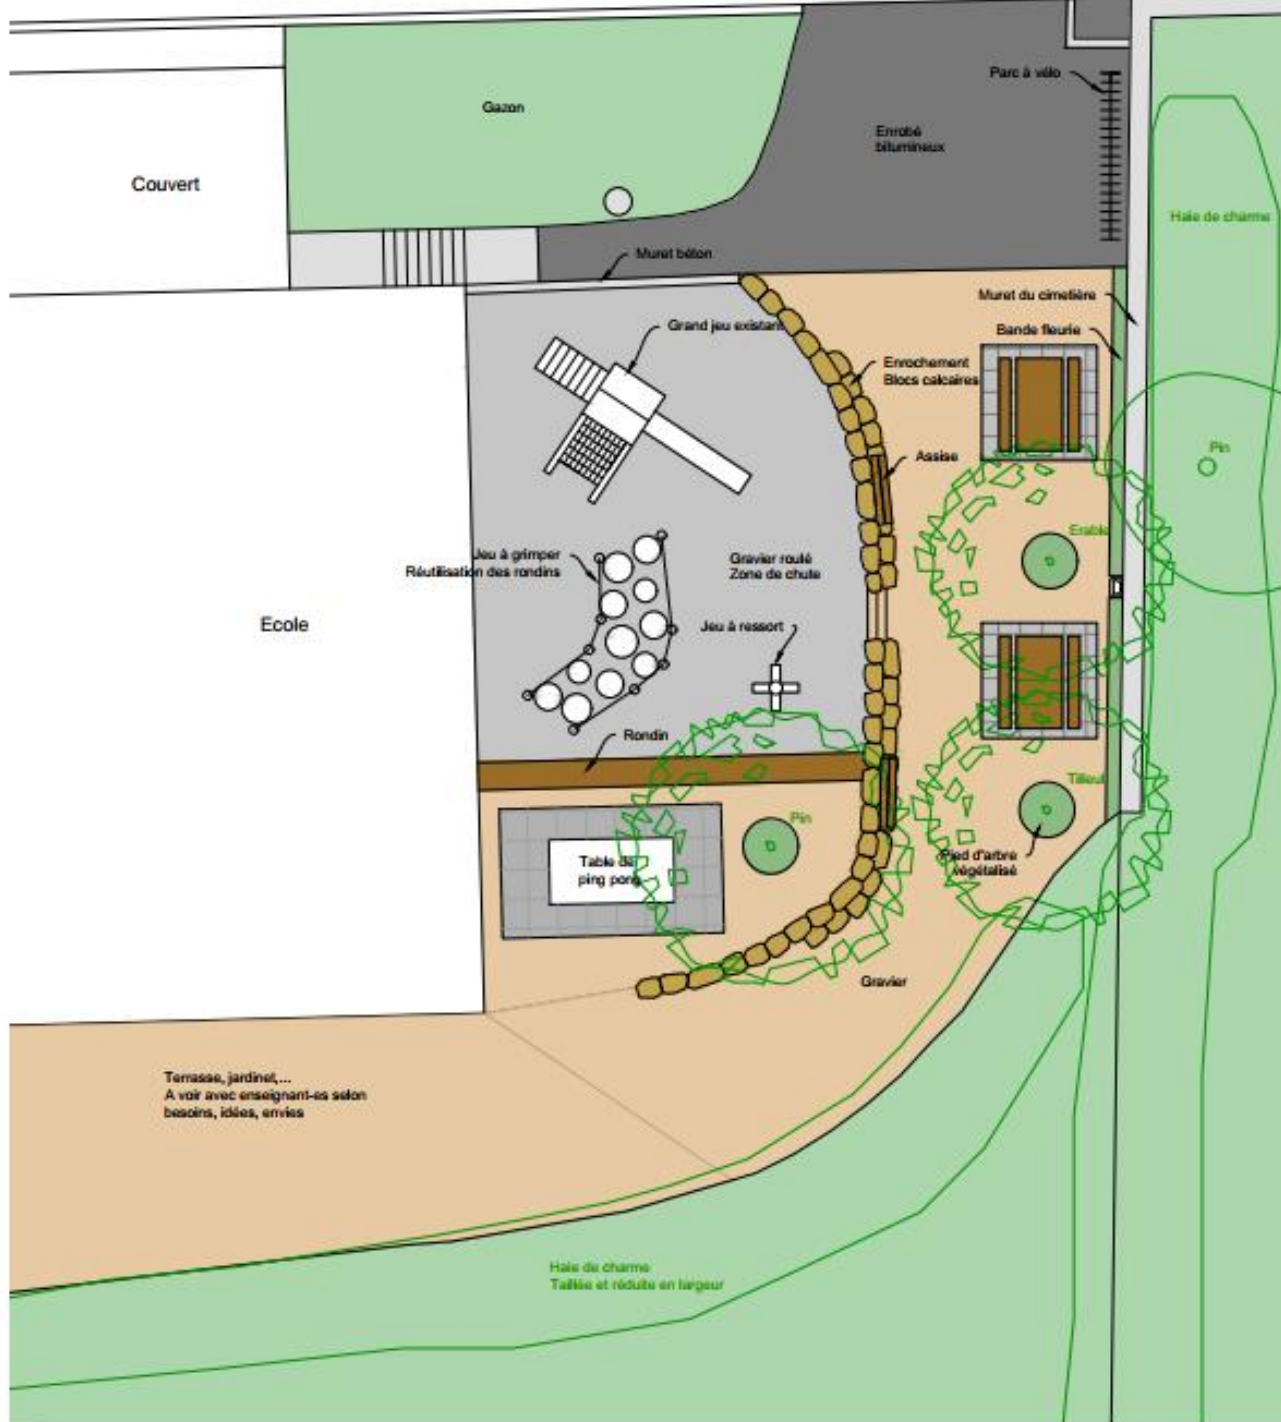 Parc à vélo
Gazon
Enrobé
bitumineux
Couvert
Haie de charme
Muret béton
Muret du cimetière
Grand jeu existant
Bande fleurie
Enrochement
Blocs calcaires
Pin
Assise
Erable
Jeu à grimper
Réutilisation des rondins
Gravier roulé
Zone de chute
Ecole
Jeu à ressort
Rondin
Tilleul
Pin
Table de
ping pong
Pied d'arbre
végétalisé
Gravier
Terrasse, jardinet,...
A voir avec enseignant-es selon
besoins, idées, envies
Haie de charme
Taillée et réduite en largeur